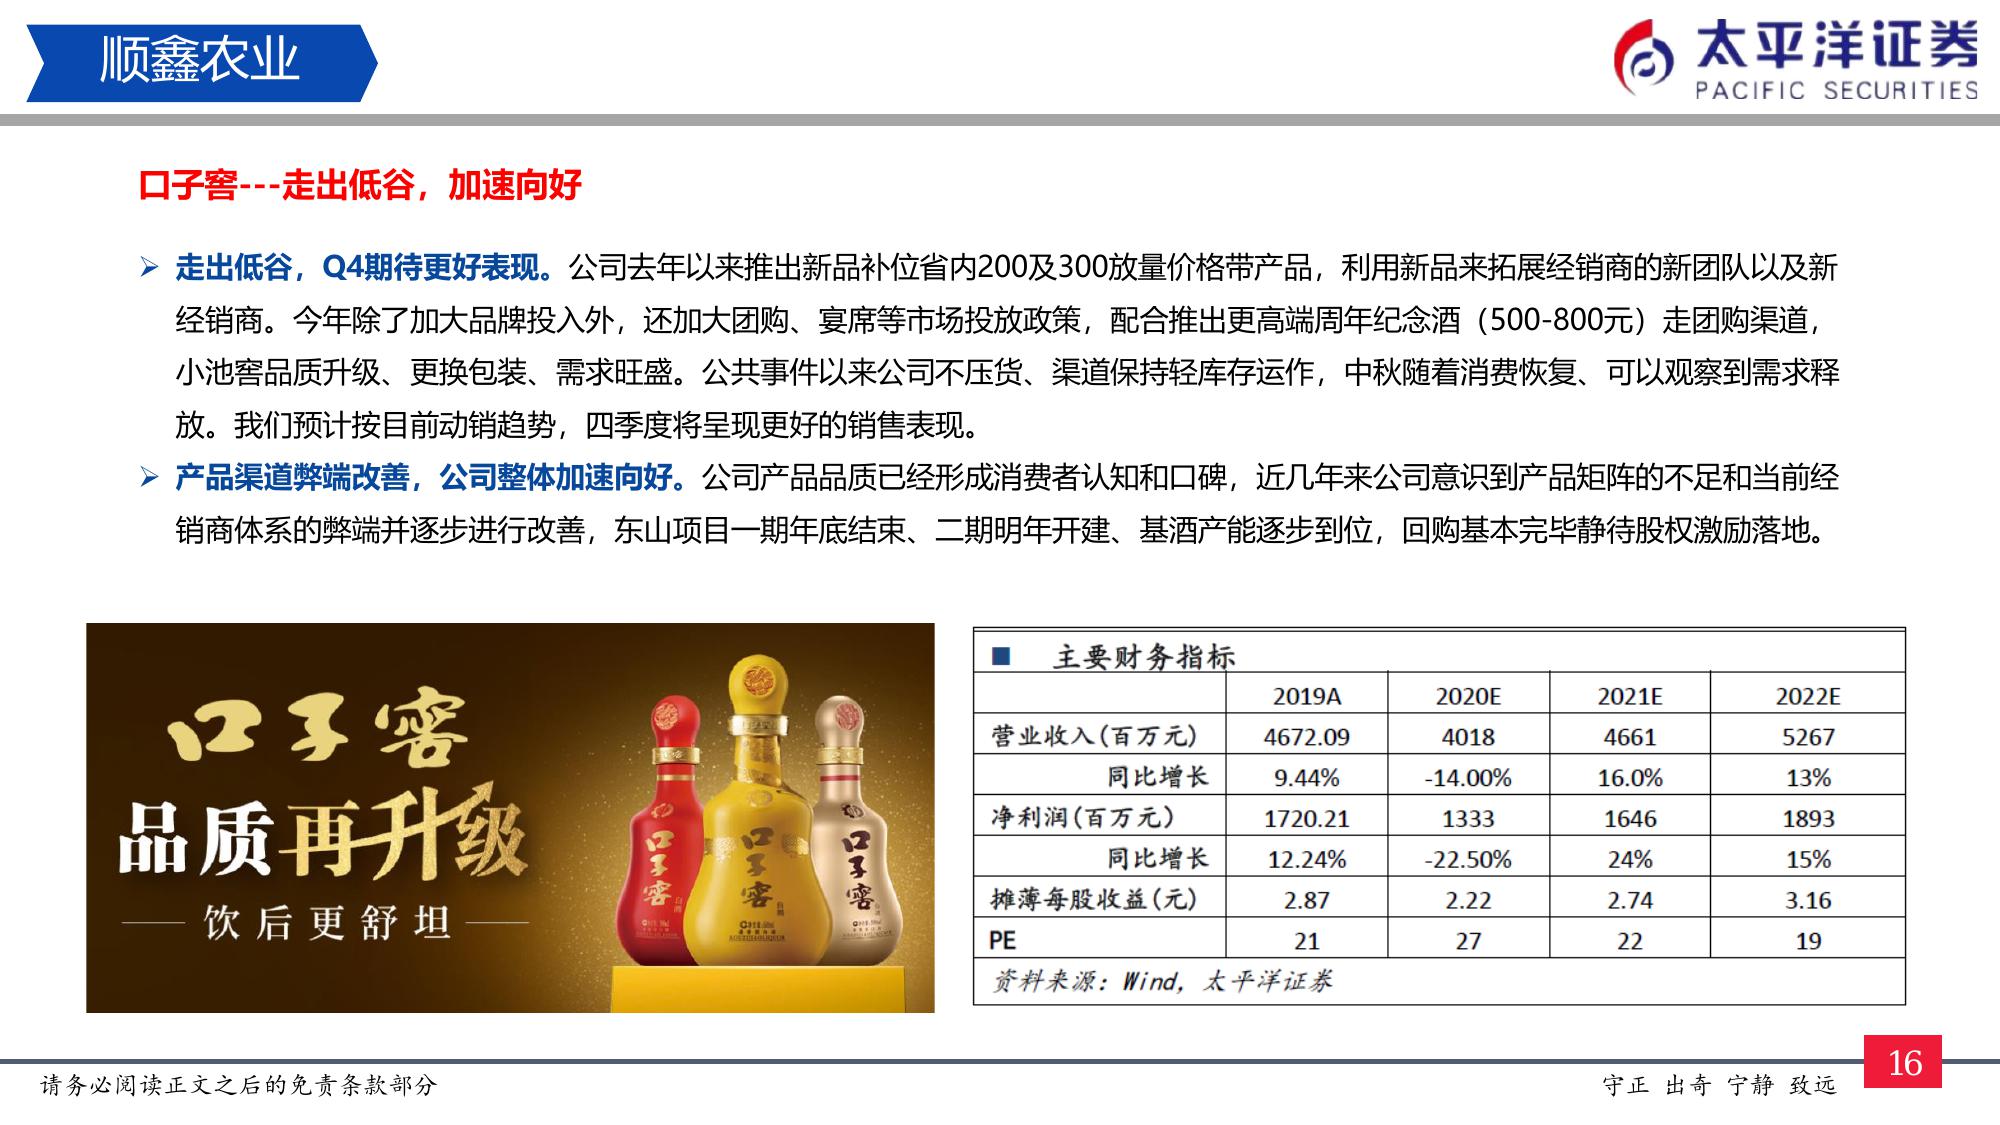 顺鑫农业
太平洋证券
PACIFIC SECURITIES
口子窖---走出低谷，加速向好
➢ 走出低谷，Q4期待更好表现。公司去年以来推出新品补位省内200及300放量价格带产品，利用新品来拓展经销商的新团队以及新
经销商。今年除了加大品牌投入外，还加大团购、宴席等市场投放政策，配合推出更高端周年纪念酒（500-800元）走团购渠道，
小池窖品质升级、更换包装、需求旺盛。公共事件以来公司不压货、渠道保持轻库存运作，中秋随着消费恢复、可以观察到需求释
放。我们预计按目前动销趋势，四季度将呈现更好的销售表现。
➢ 产品渠道弊端改善，公司整体加速向好。公司产品品质已经形成消费者认知和口碑，近几年来公司意识到产品矩阵的不足和当前经
销商体系的弊端并逐步进行改善，东山项目一期年底结束、二期明年开建、基酒产能逐步到位，回购基本完毕静待股权激励落地。
口子窖
品质再升级
饮后更舒坦
口子窖 口子窖 口子窖
■ 主要财务指标
2019A 2020E 2021E 2022E
营业收入(百万元) 4672.09 4018 4661 5267
同比增长 9.44% -14.00% 16.0% 13%
净利润(百万元) 1720.21 1333 1646 1893
同比增长 12.24% -22.50% 24% 15%
摊薄每股收益(元) 2.87 2.22 2.74 3.16
PE 21 27 22 19
资料来源：Wind，太平洋证券
请务必阅读正文之后的免责条款部分
守正 出奇 宁静 致远
16